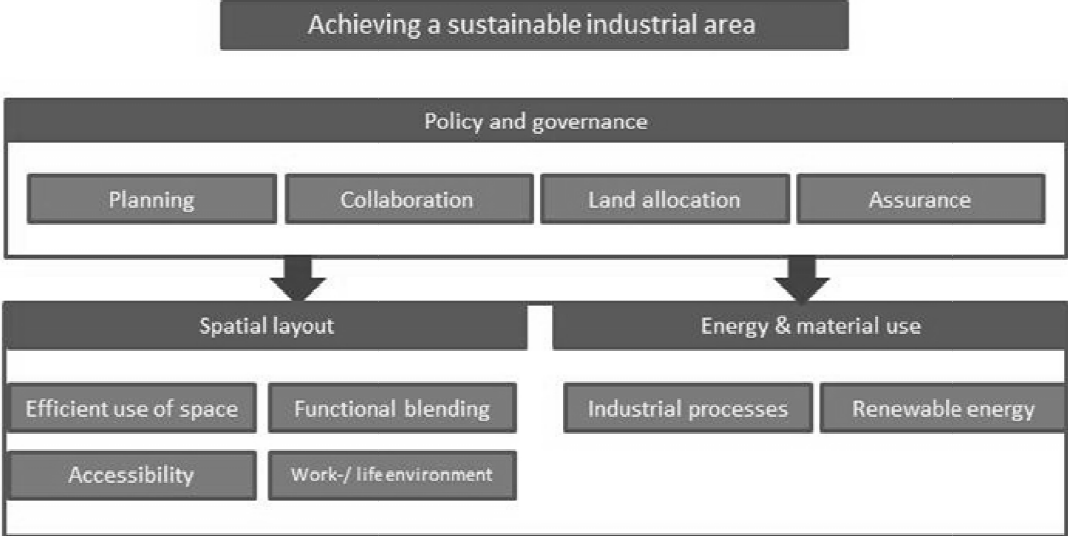 Achieving a sustainable industrial area
Policy and governance
Planning
Collaboration
Land allocation
Assurance
Spatial layout
Energy & material use
Efficient use of space
Functional blending
Industrial processes
Renewable energy
Accessibility
Work-/ life environment